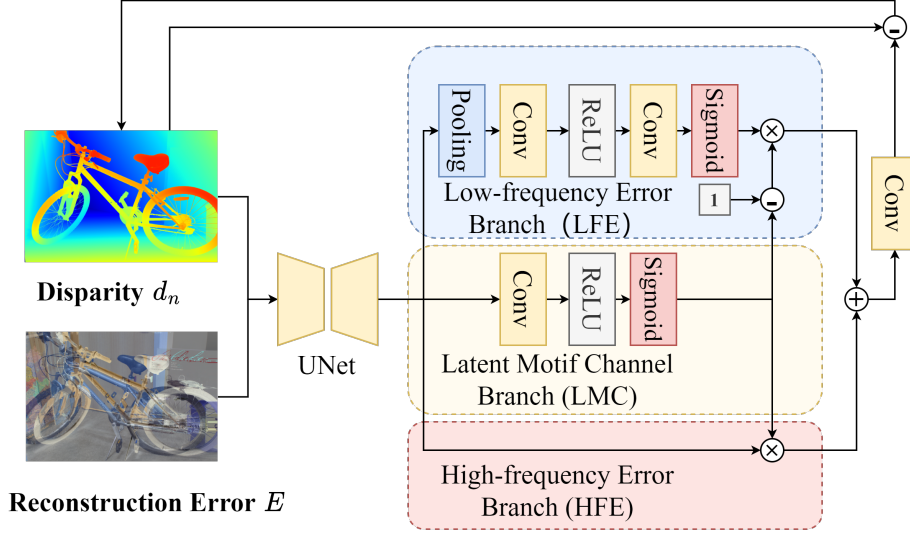 Pooling
Conv
ReLU
Conv
Sigmoid
Low-frequency Error
Branch (LFE)
1
Conv
Disparity d_n
UNet
Conv
ReLU
Sigmoid
Latent Motif Channel
Branch (LMC)
Reconstruction Error E
High-frequency Error
Branch (HFE)